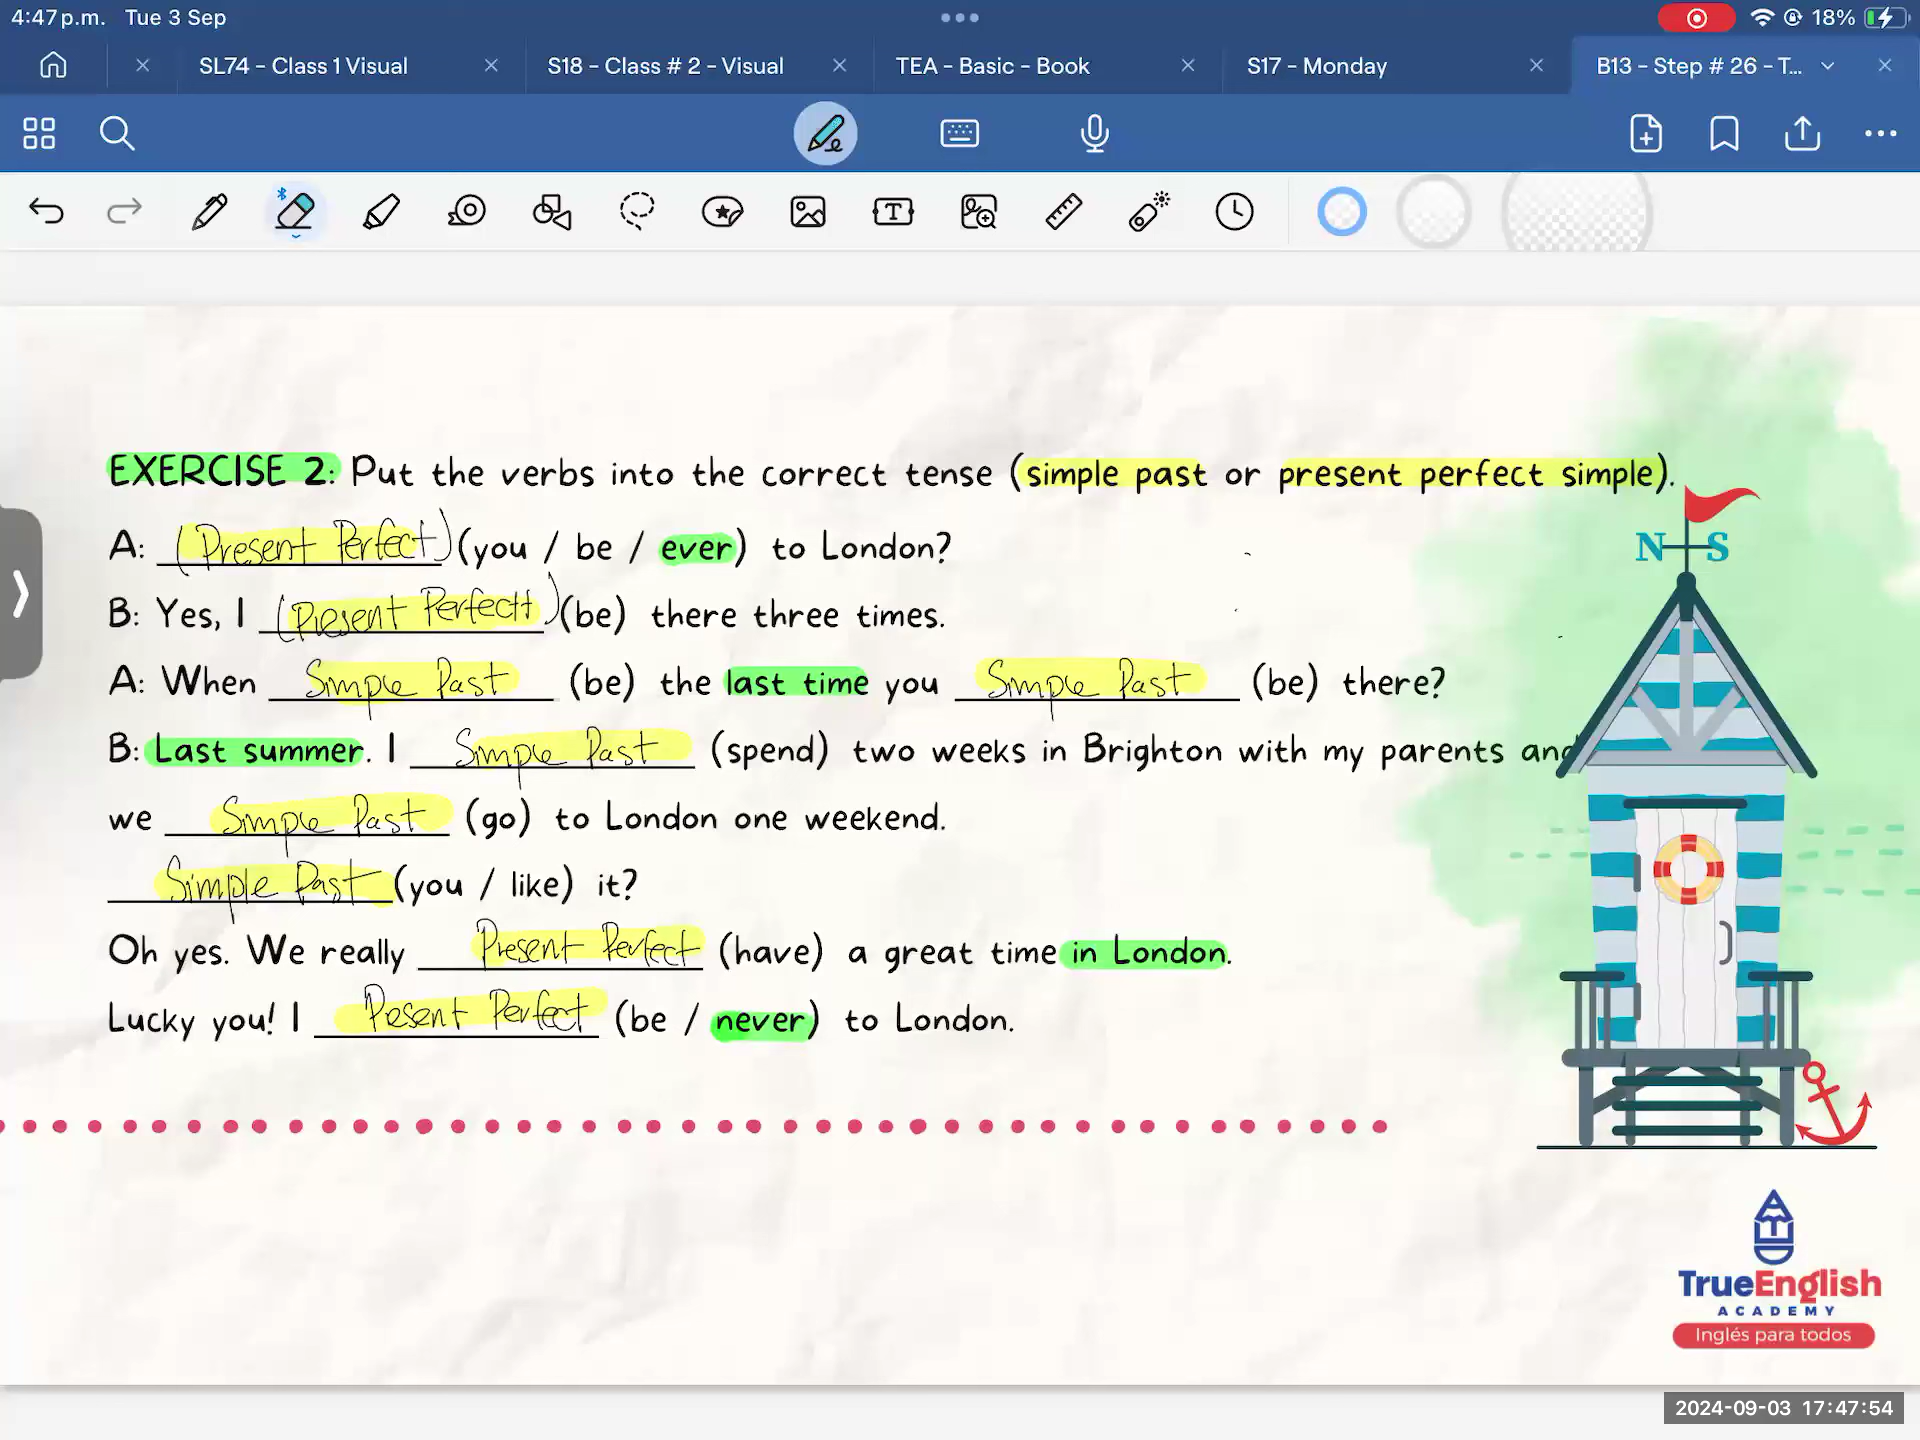 4:47 p.m. Tue 3 Sep
18%
SL74 - Class 1 Visual
S18 - Class # 2 - Visual
TEA - Basic - Book
S17 - Monday
B13 - Step # 26 - T...
EXERCISE 2: Put the verbs into the correct tense (simple past or present perfect simple).
A: (Present Perfect) (you / be / ever) to London?
B: Yes, I (Present Perfect) (be) there three times.
A: When Simple Past (be) the last time you Simple Past (be) there?
B: Last summer. I Simple Past (spend) two weeks in Brighton with my parents and
we Simple Past (go) to London one weekend.
Simple Past (you / like) it?
Oh yes. We really Present Perfect (have) a great time in London.
Lucky you! I Present Perfect (be / never) to London.
N S
TrueEnglish
ACADEMY
Inglés para todos
2024-09-03 17:47:54